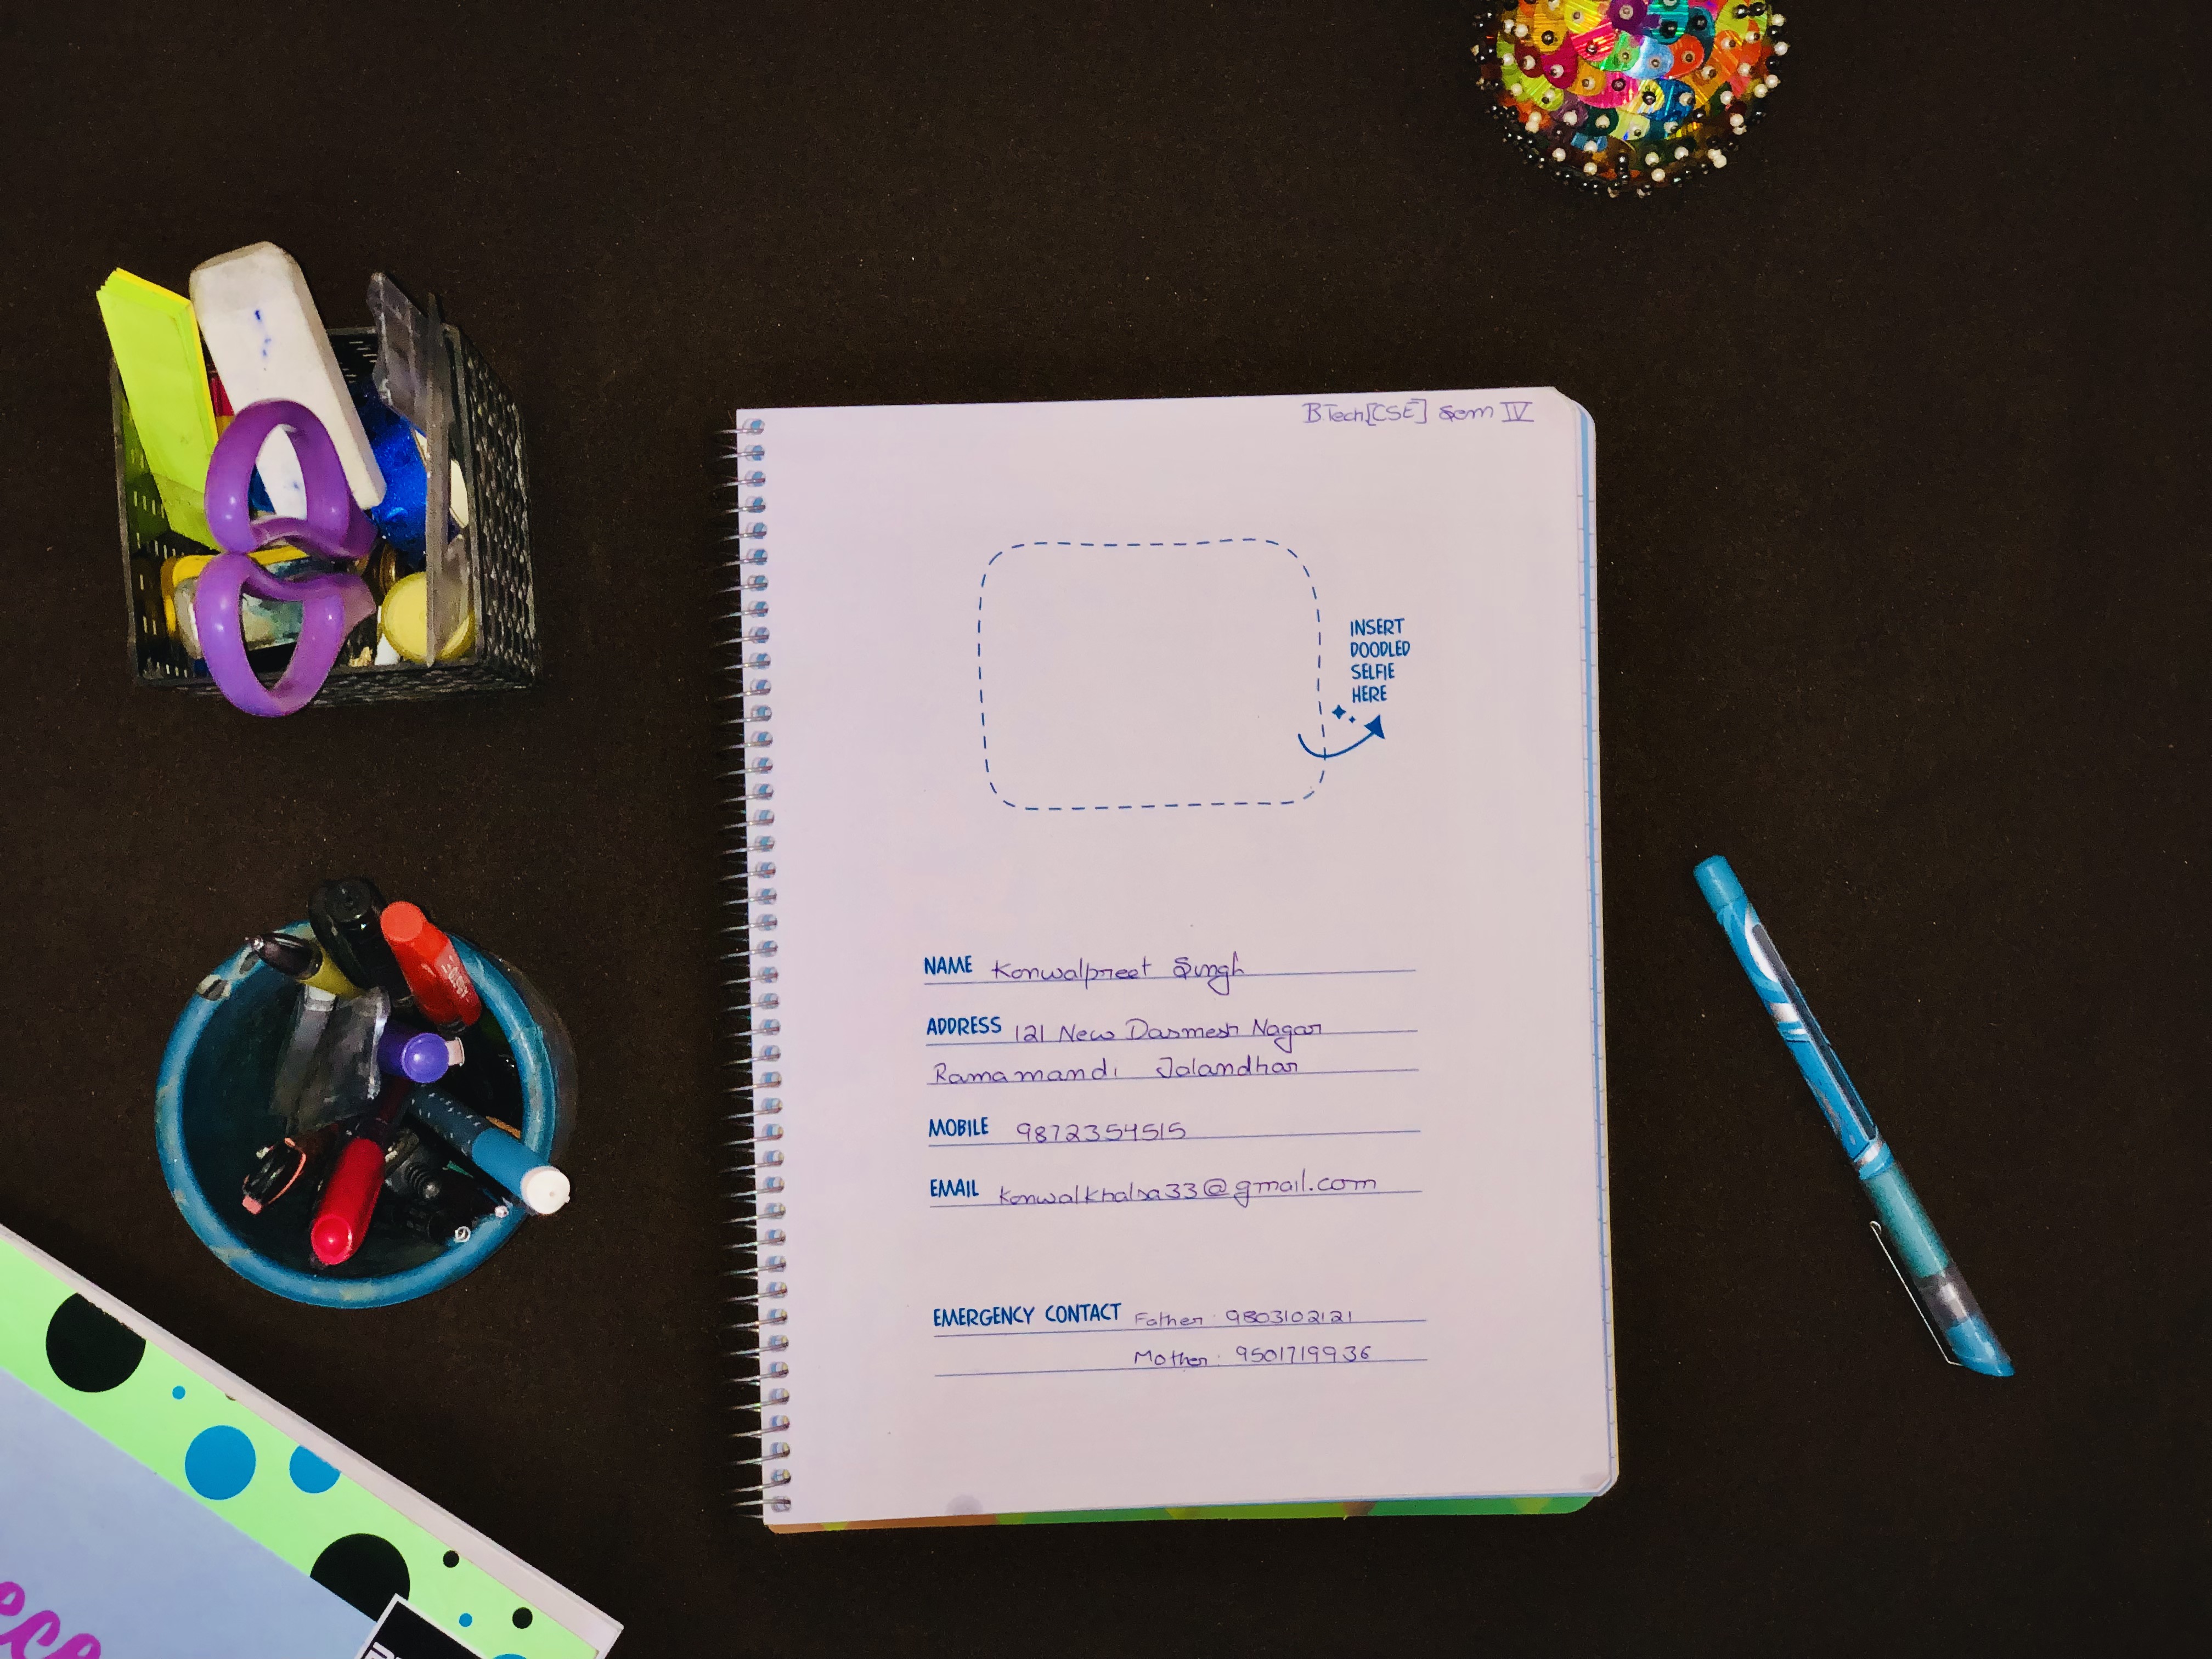 BTech[CSE] Sem IV
INSERT
DOODLED
SELFIE
HERE
NAME Konwalpreet Singh
ADDRESS 121 New Dasmesh Nagar
Ramamandi Jalandhar
MOBILE 9872354515
EMAIL konwalkhalsa33@gmail.com
EMERGENCY CONTACT Father : 9803102121
Mother : 9501719936